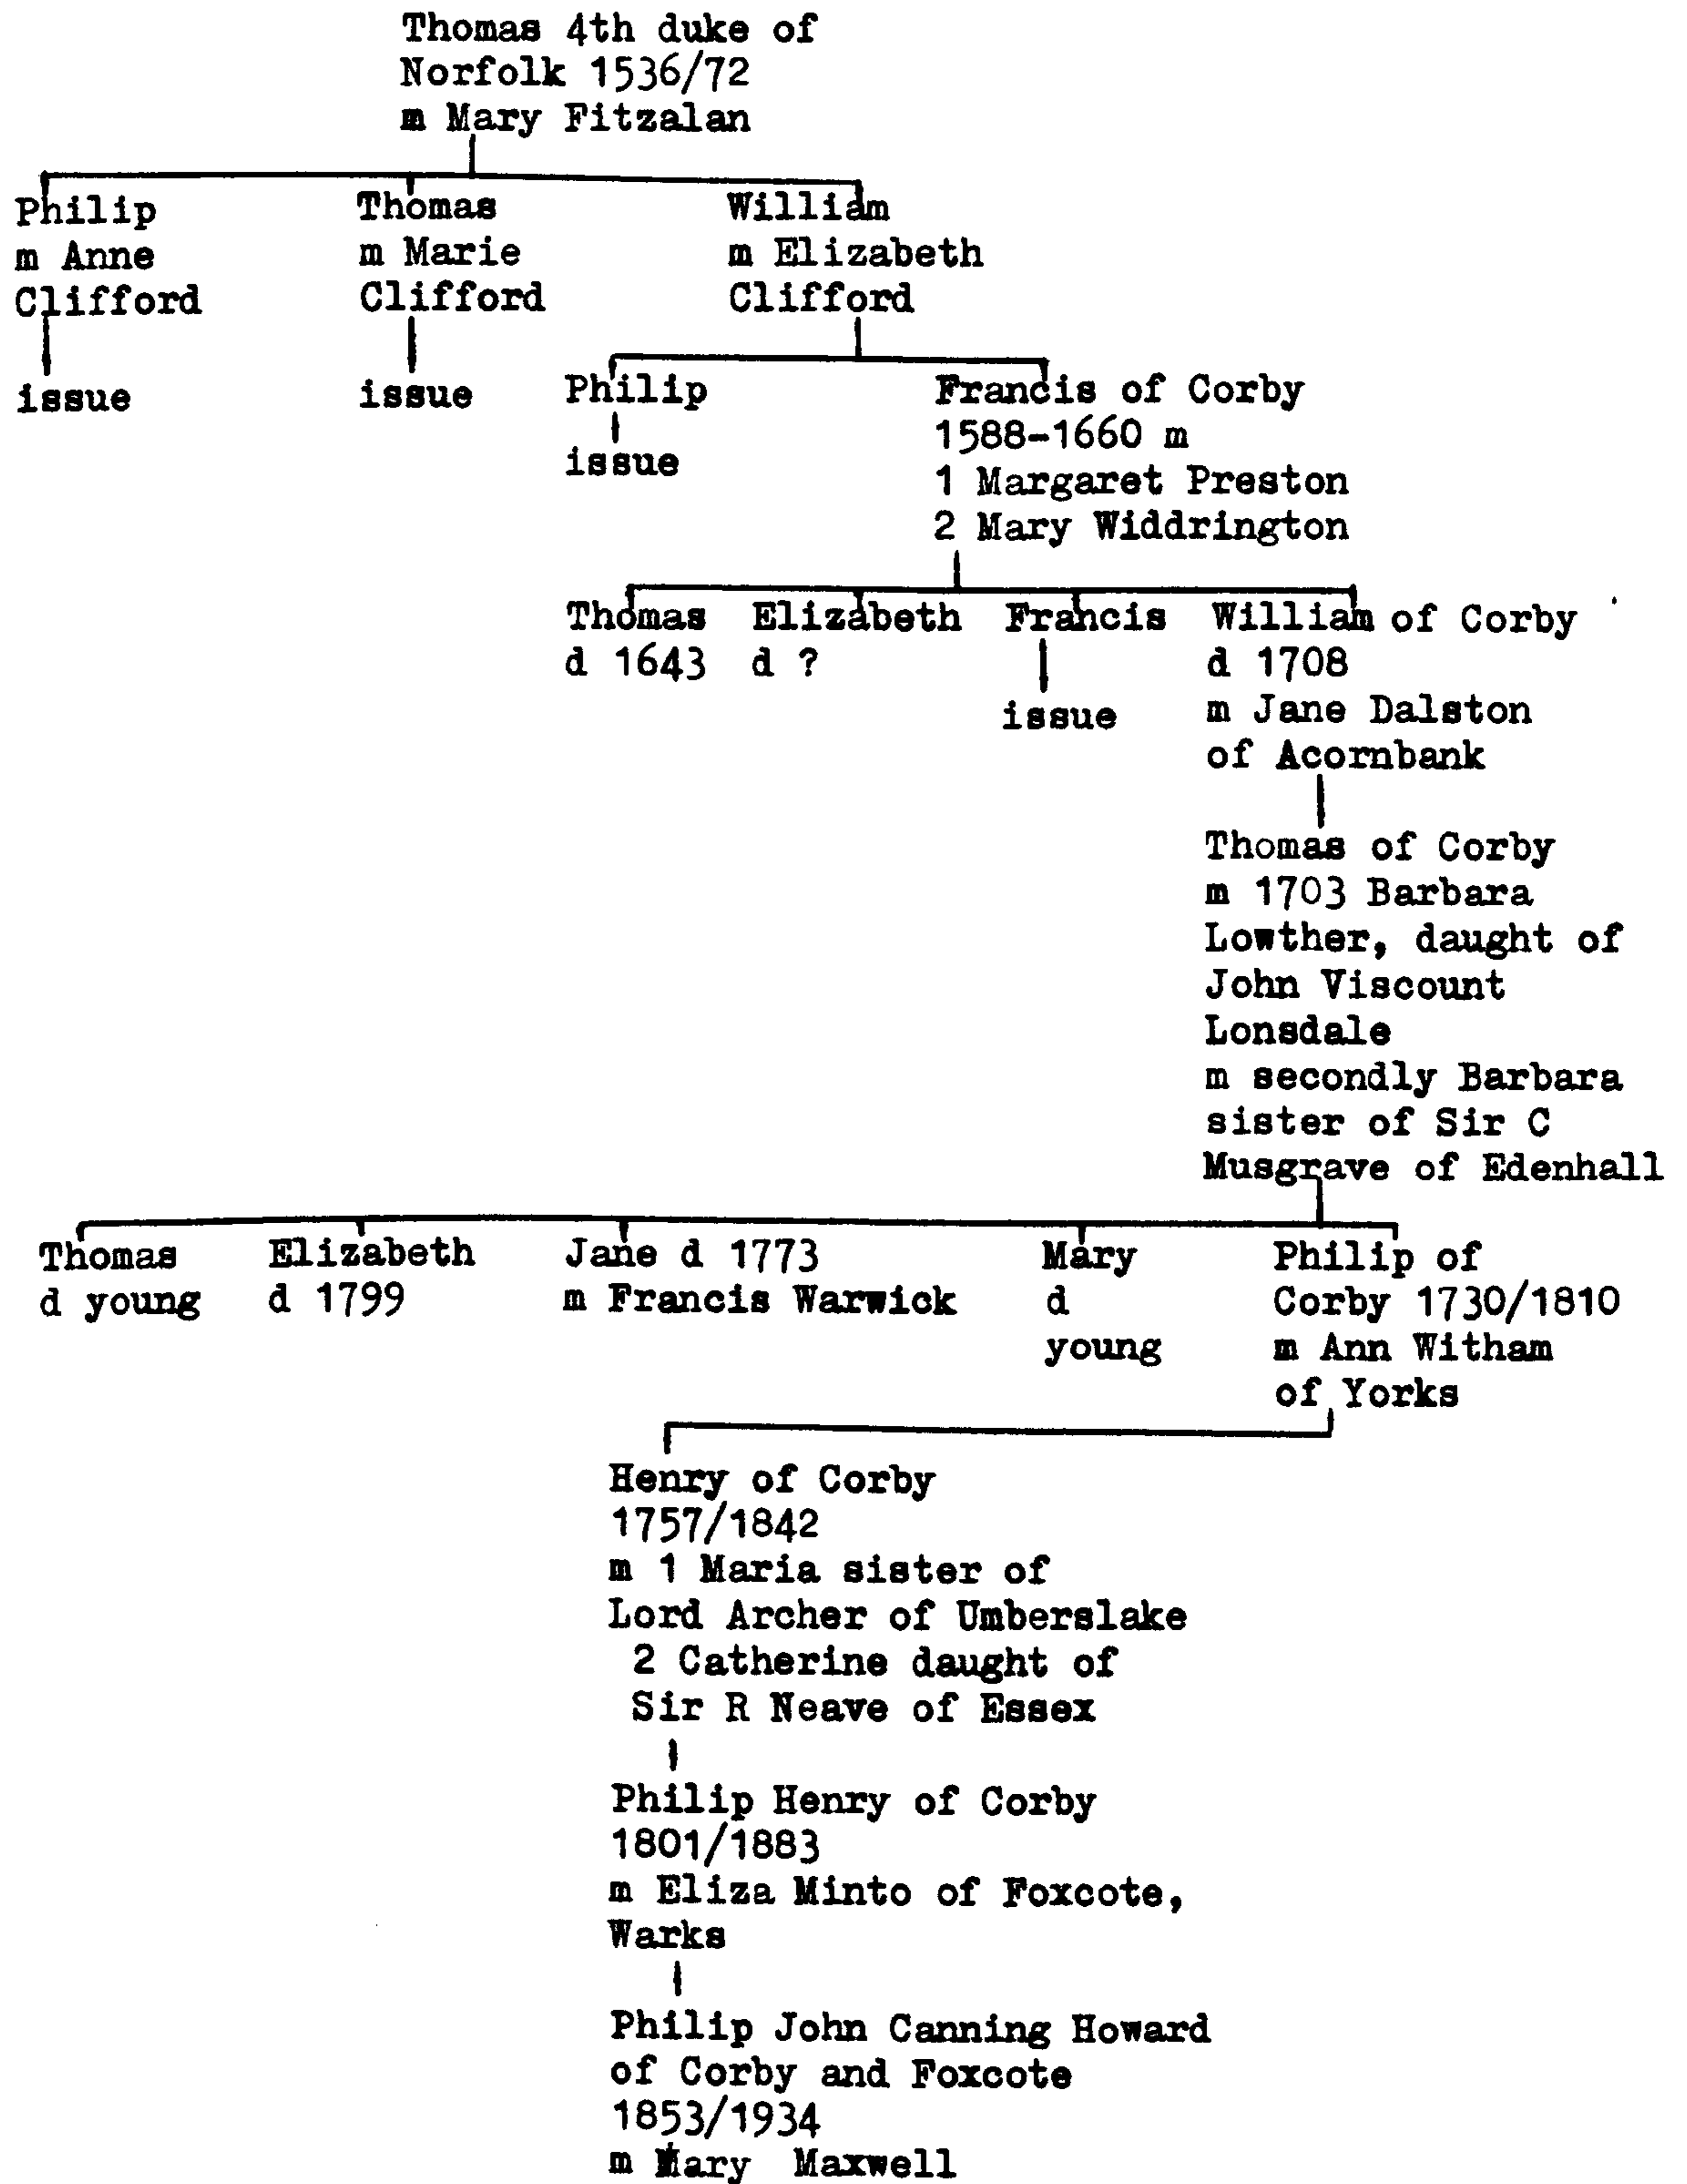 Thomas 4th duke of
Norfolk 1536/72
m Mary Fitzalan
Philip
m Anne
Clifford
issue
Thomas
m Marie
Clifford
issue
William
m Elizabeth
Clifford
Philip
issue
Francis of Corby
1588-1660 m
1 Margaret Preston
2 Mary Widdrington
Thomas
d 1643
Elizabeth
d ?
Francis
issue
William of Corby
d 1708
m Jane Dalston
of Acornbank
Thomas of Corby
m 1703 Barbara
Lowther, daught of
John Viscount
Lonsdale
m secondly Barbara
sister of Sir C
Musgrave of Edenhall
Thomas
d young
Elizabeth
d 1799
Jane d 1773
m Francis Warwick
Mary
d
young
Philip of
Corby 1730/1810
m Ann Witham
of Yorks
Henry of Corby
1757/1842
m 1 Maria sister of
Lord Archer of Umberslake
2 Catherine daught of
Sir R Neave of Essex
Philip Henry of Corby
1801/1883
m Eliza Minto of Foxcote,
Warks
Philip John Canning Howard
of Corby and Foxcote
1853/1934
m Mary Maxwell